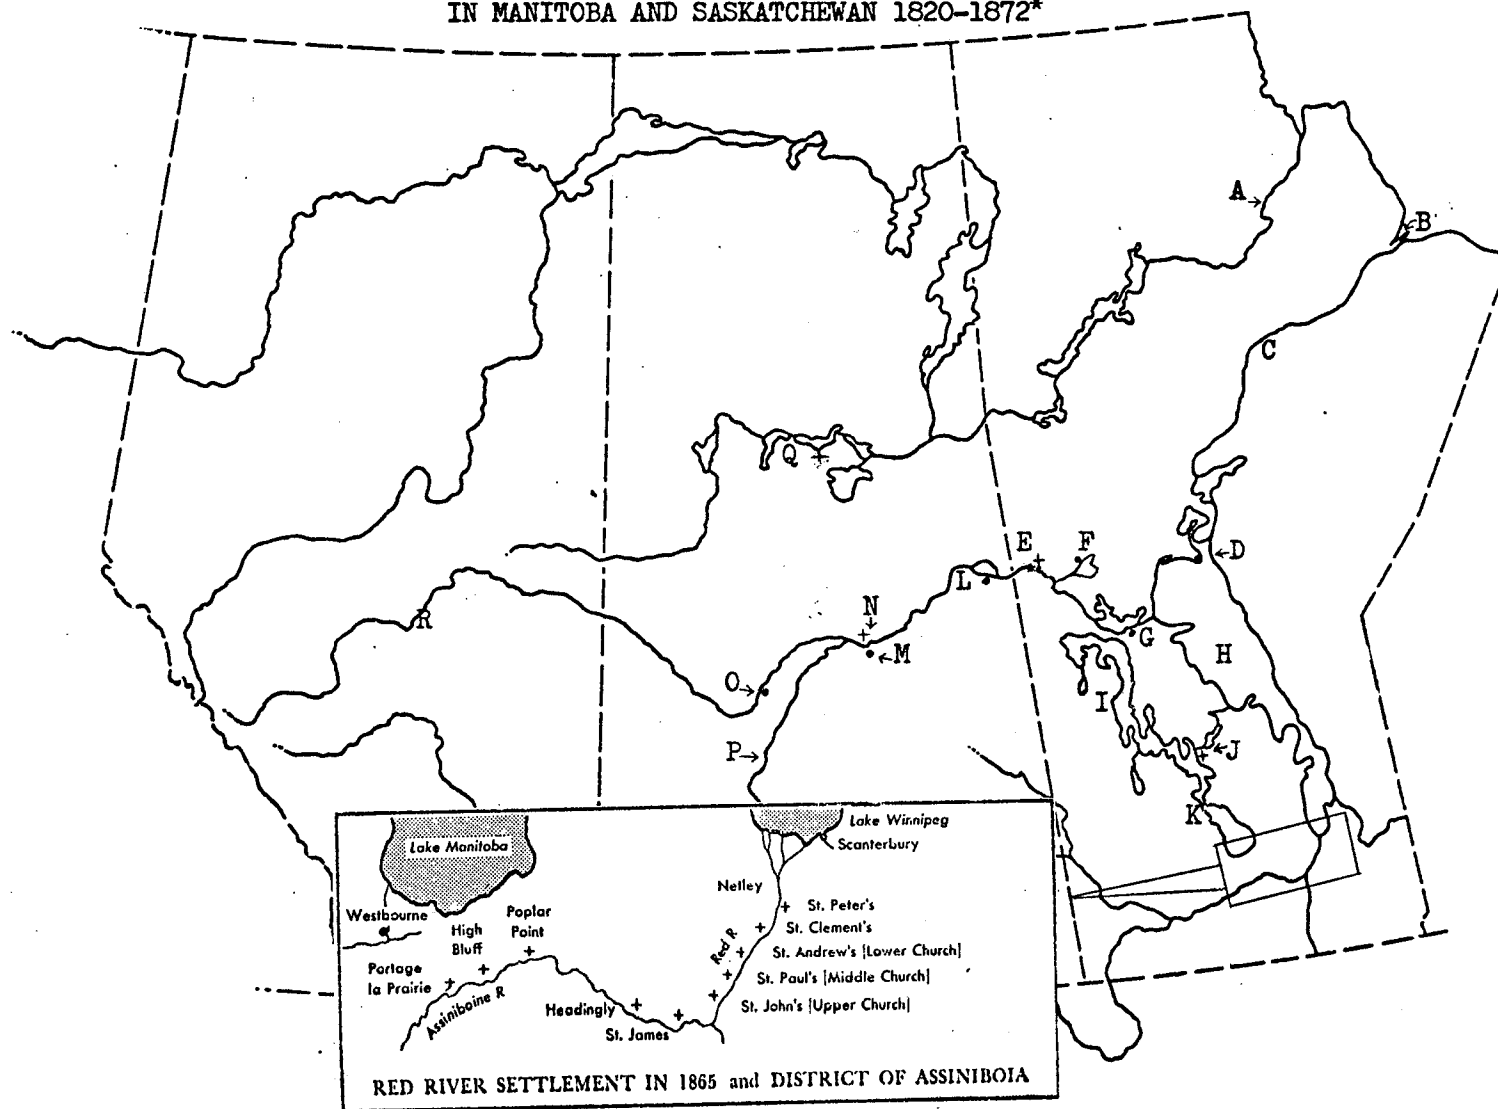 IN MANITOBA AND SASKATCHEWAN 1820-1872*
A
B
C
Q
E
F
D
L
N
G
R
M
H
O
I
P
J
K
Lake Winnipeg
Scanterbury
Lake Manitoba
Netley
St. Peter's
Westbourne
Poplar
Point
High
Bluff
St. Clement's
Red R
St. Andrew's [Lower Church]
Portage
la Prairie
St. Paul's [Middle Church]
Assiniboine R
Headingly
St. John's [Upper Church]
St. James
RED RIVER SETTLEMENT IN 1865 and DISTRICT OF ASSINIBOIA